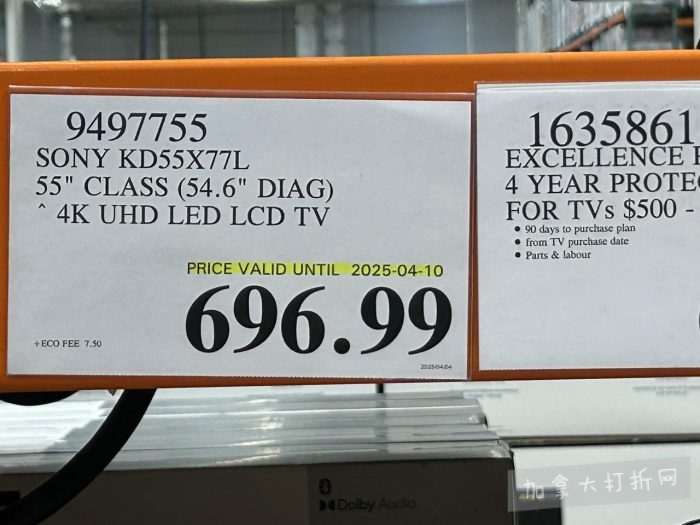 9497755
SONY KD55X77L
55" CLASS (54.6" DIAG)
^ 4K UHD LED LCD TV
PRICE VALID UNTIL 2025-04-10
696.99
+ECO FEE 7.50
2025/04/04
1635861
EXCELLENCE
4 YEAR
FOR TVs $500 -
• 90 days to purchase plan
• from TV purchase date
• Parts & labour
Dolby Audio
加拿大打折网